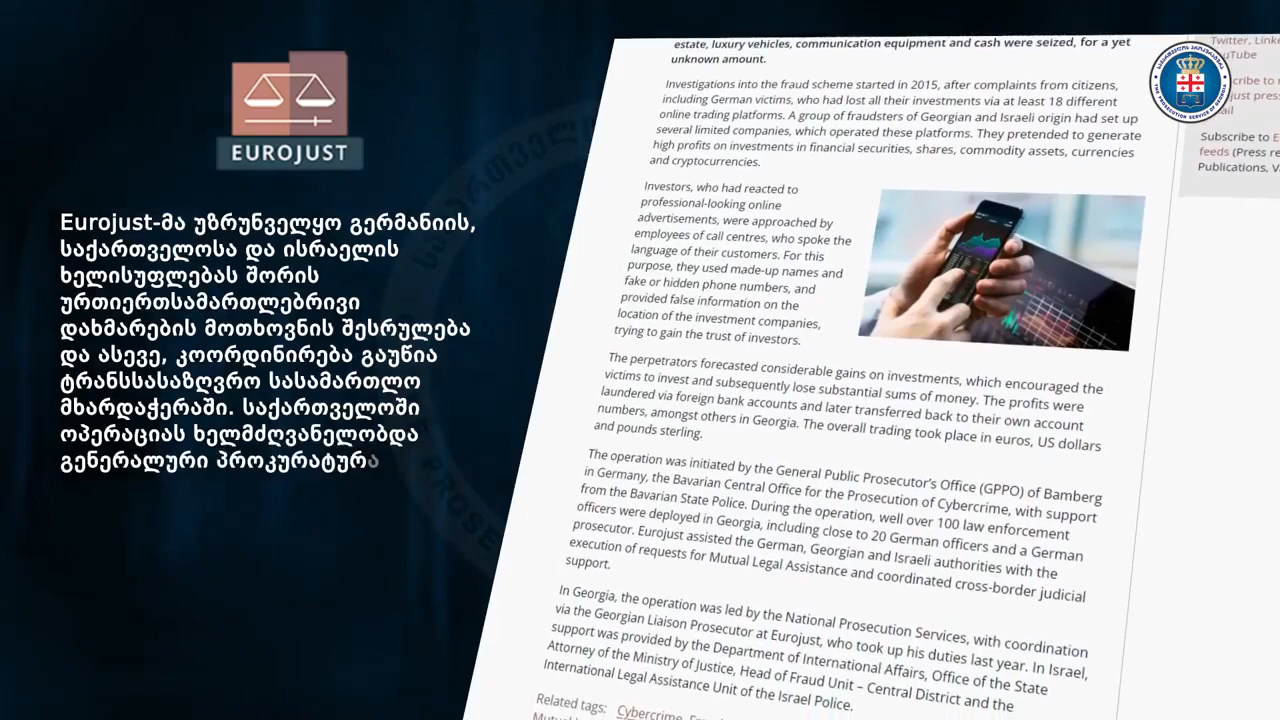 EUROJUST
Eurojust-მა უზრუნველყო გერმანიის,
საქართველოსა და ისრაელის
ხელისუფლებას შორის
ურთიერთსამართლებრივი
დახმარების მოთხოვნის შესრულება
და ასევე, კოორდინირება გაუწია
ტრანსსასაზღვრო სასამართლო
მხარდაჭერაში. საქართველოში
ოპერაციას ხელმძღვანელობდა
გენერალური პროკურატურა
estate, luxury vehicles, communication equipment and cash were seized, for a yet
unknown amount.
Investigations into the fraud scheme started in 2015, after complaints from citizens,
including German victims, who had lost all their investments via at least 18 different
online trading platforms. A group of fraudsters of Georgian and Israeli origin had set up
several limited companies, which operated these platforms. They pretended to generate
high profits on investments in financial securities, shares, commodity assets, currencies
and cryptocurrencies.
Investors, who had reacted to
professional-looking online
advertisements, were approached by
employees of call centres, who spoke the
language of their customers. For this
purpose, they used made-up names and
fake or hidden phone numbers, and
provided false information on the
location of the investment companies,
trying to gain the trust of investors.
The perpetrators forecasted considerable gains on investments, which encouraged the
victims to invest and subsequently lose substantial sums of money. The profits were
laundered via foreign bank accounts and later transferred back to their own account
numbers, amongst others in Georgia. The overall trading took place in euros, US dollars
and pounds sterling.
The operation was initiated by the General Public Prosecutor's Office (GPPO) of Bamberg
in Germany, the Bavarian Central Office for the Prosecution of Cybercrime, with support
from the Bavarian State Police. During the operation, well over 100 law enforcement
officers were deployed in Georgia, including close to 20 German officers and a German
prosecutor. Eurojust assisted the German, Georgian and Israeli authorities with the
execution of requests for Mutual Legal Assistance and coordinated cross-border judicial
support.
In Georgia, the operation was led by the National Prosecution Services, with coordination
via the Georgian Liaison Prosecutor at Eurojust, who took up his duties last year. In Israel,
support was provided by the Department of International Affairs, Office of the State
Attorney of the Ministry of Justice, Head of Fraud Unit – Central District and the
International Legal Assistance Unit of the Israel Police.
Related tags: Cybercrime,
Twitter,
Subscribe to
feeds (Press
Publications,
THE PROSECUTION SERVICE OF GEORGIA